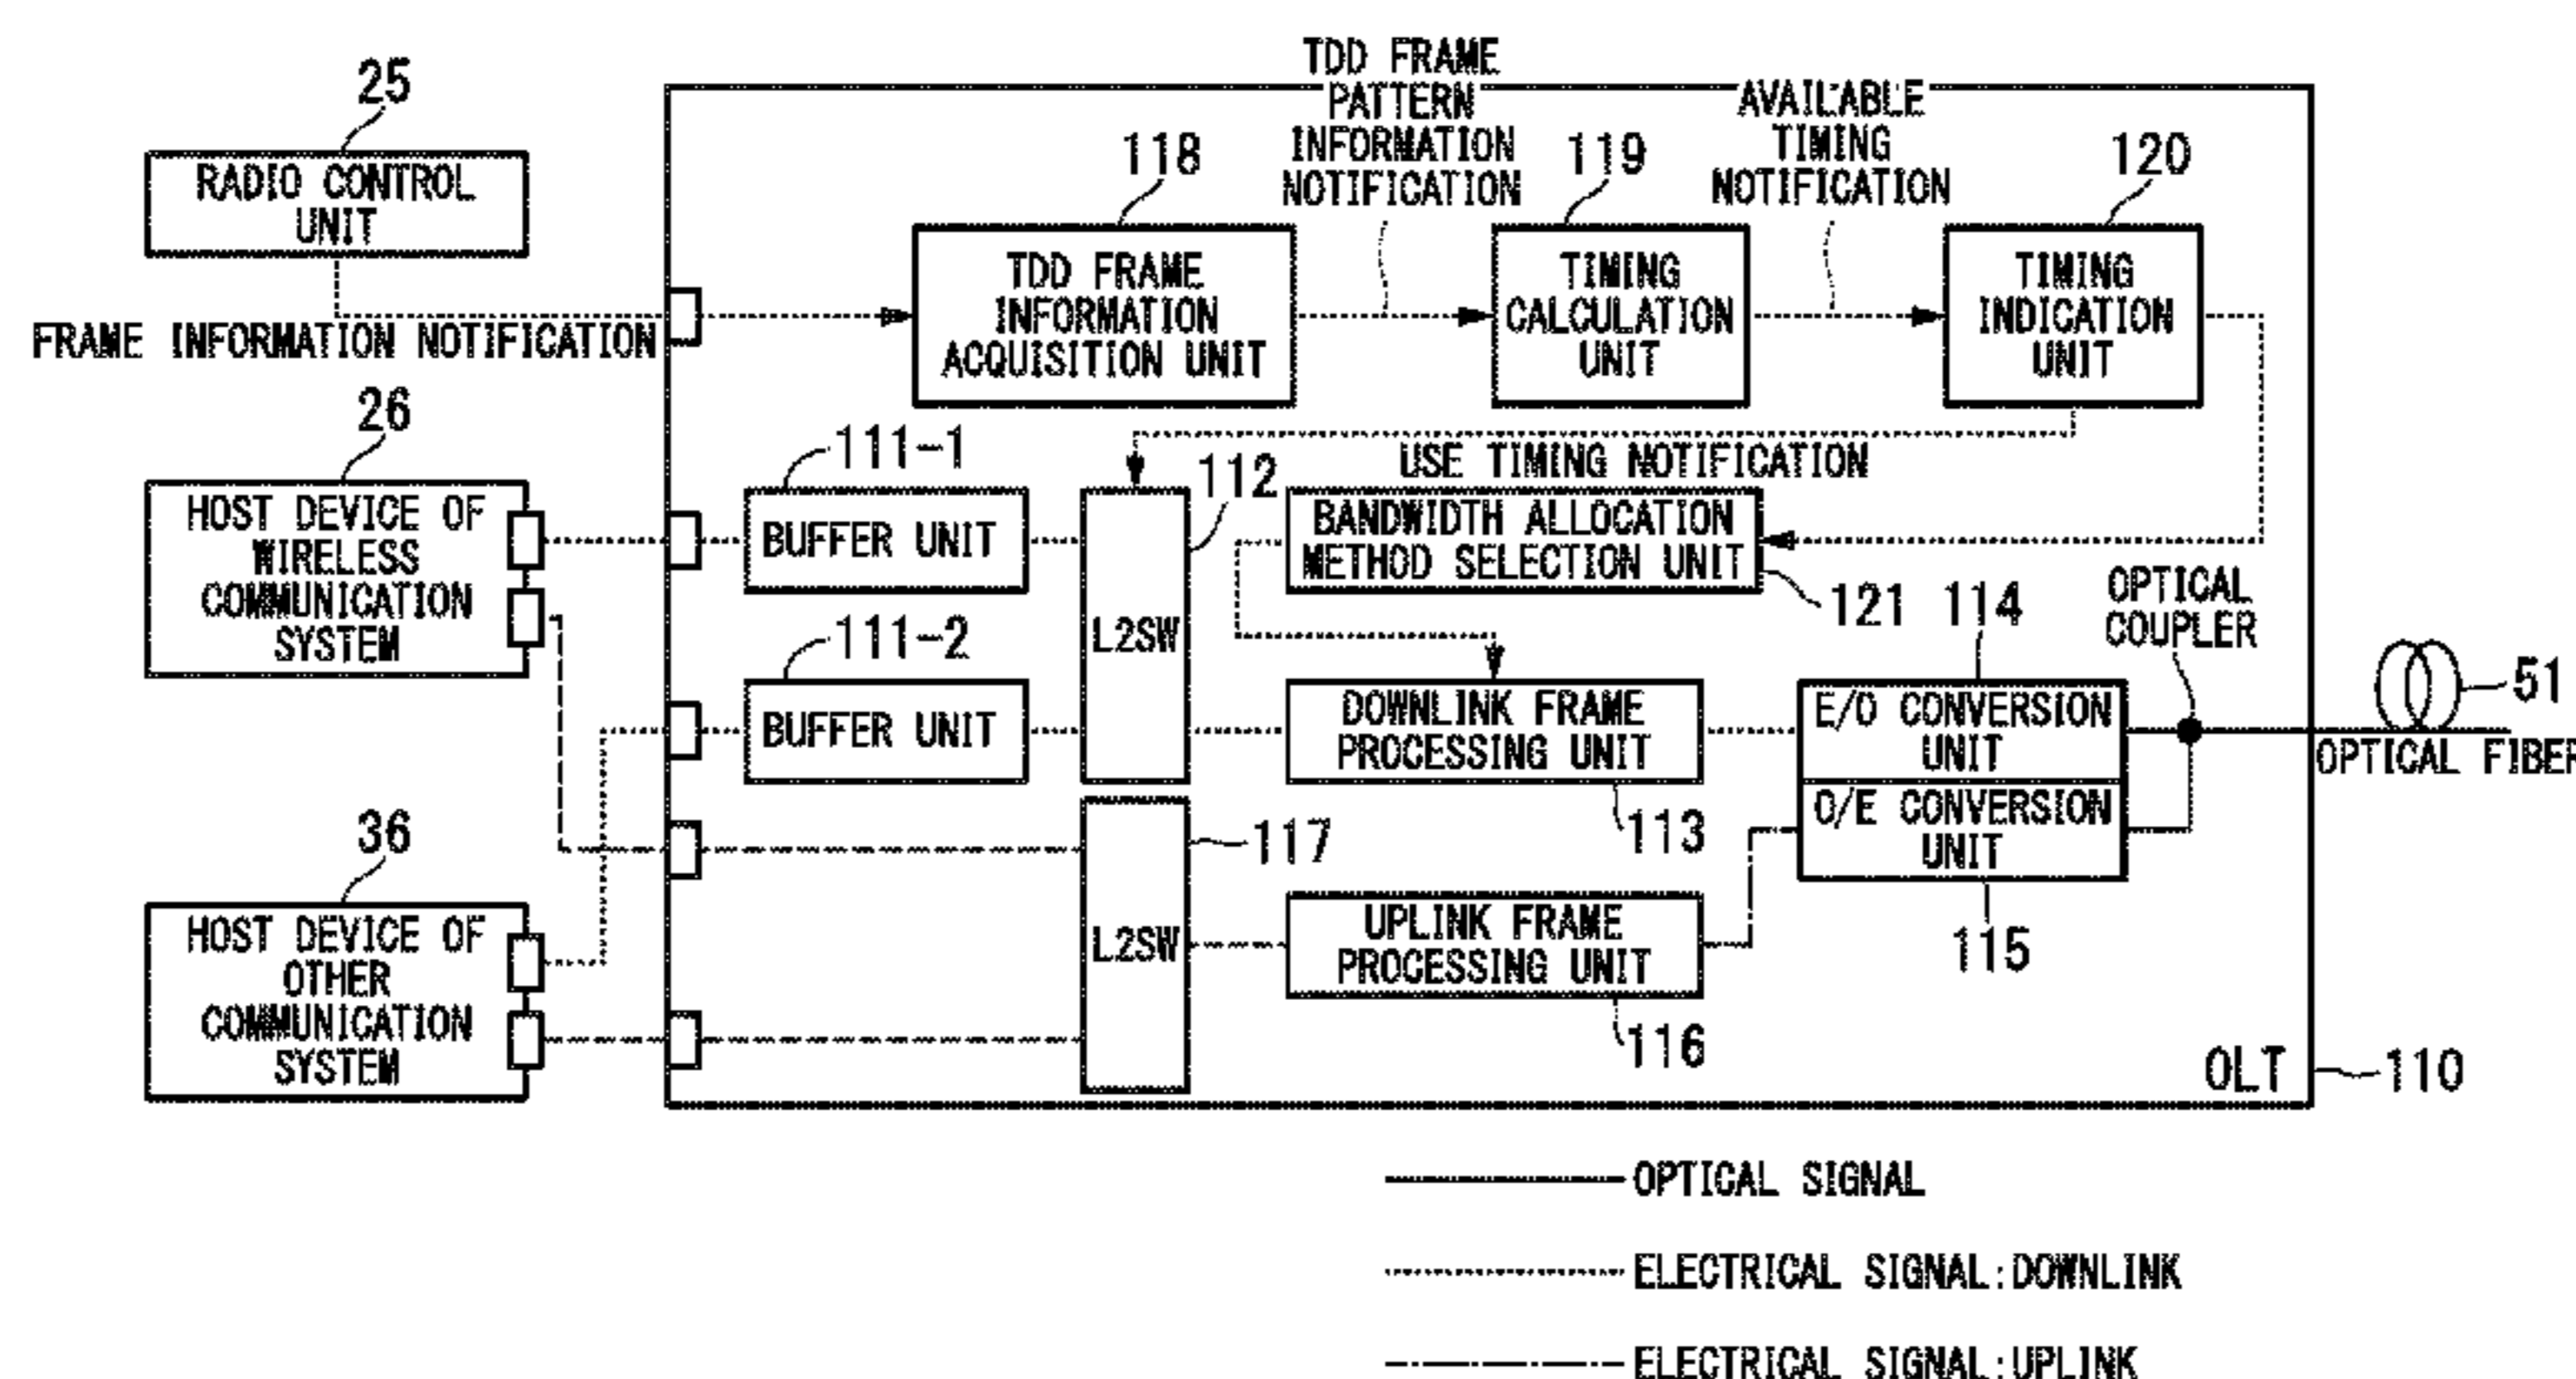 25
RADIO CONTROL
UNIT
FRAME INFORMATION NOTIFICATION
26
HOST DEVICE OF
WIRELESS
COMMUNICATION
SYSTEM
36
HOST DEVICE OF
OTHER
COMMUNICATION
SYSTEM
TDD FRAME
PATTERN
INFORMATION
NOTIFICATION
AVAILABLE
TIMING
NOTIFICATION
118
TDD FRAME
INFORMATION
ACQUISITION UNIT
119
TIMING
CALCULATION
UNIT
120
TIMING
INDICATION
UNIT
USE TIMING NOTIFICATION
111-1
BUFFER UNIT
111-2
BUFFER UNIT
112
L2SW
BANDWIDTH ALLOCATION
METHOD SELECTION UNIT
121
DOWNLINK FRAME
PROCESSING UNIT
113
114
E/O CONVERSION
UNIT
O/E CONVERSION
UNIT
115
OPTICAL
COUPLER
51
OPTICAL FIBER
117
L2SW
UPLINK FRAME
PROCESSING UNIT
116
OLT
110
OPTICAL SIGNAL
ELECTRICAL SIGNAL:DOWNLINK
ELECTRICAL SIGNAL:UPLINK